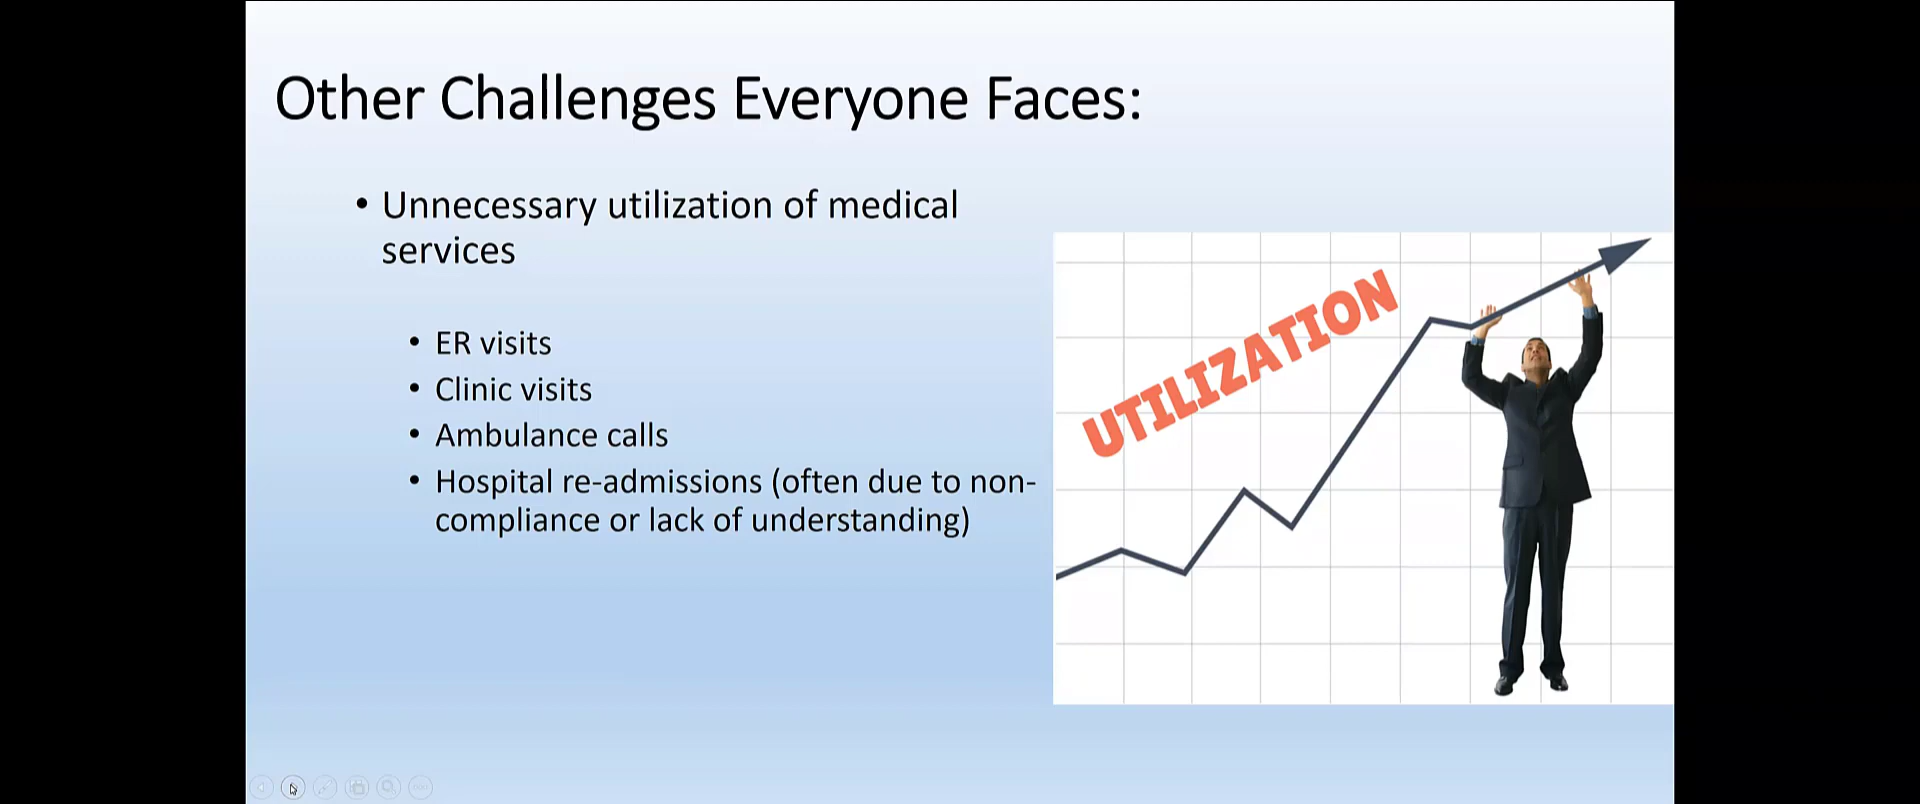 Other Challenges Everyone Faces:
• Unnecessary utilization of medical
services
• ER visits
• Clinic visits
• Ambulance calls
• Hospital re-admissions (often due to non-
compliance or lack of understanding)
UTILIZATION